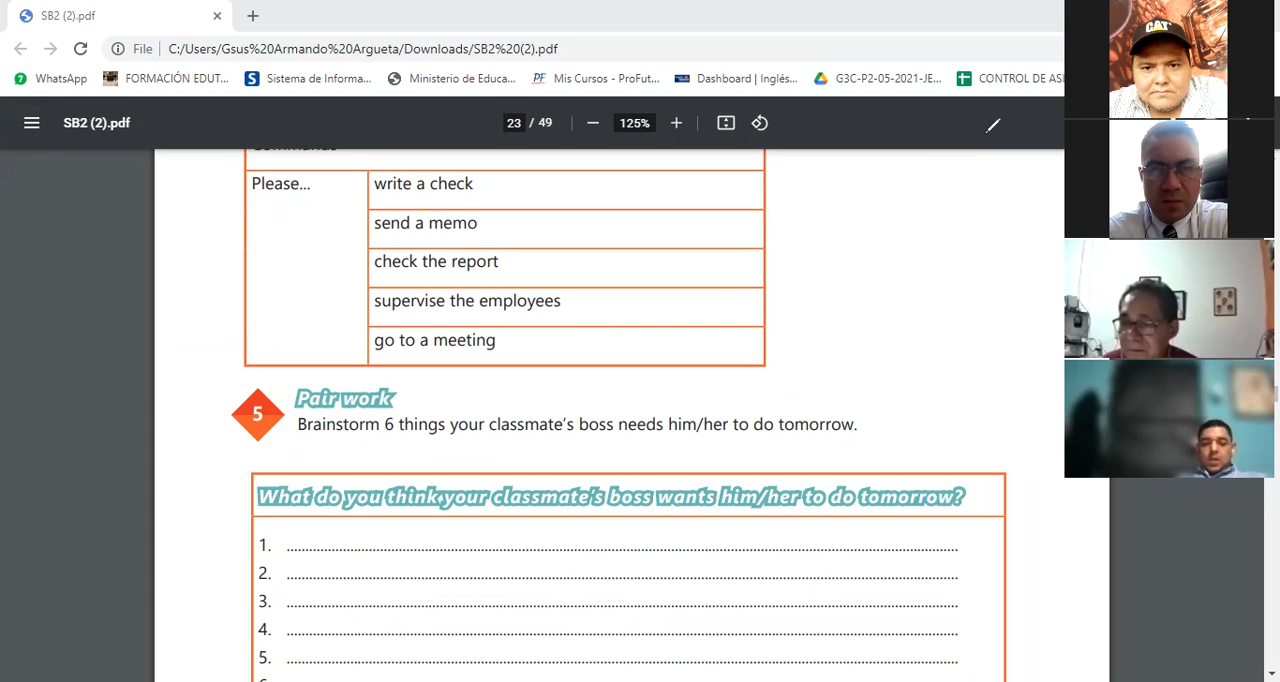 SB2 (2).pdf
File C:/Users/Gsus%20Armando%20Argueta/Downloads/SB2%20(2).pdf
WhatsApp FORMACIÓN EDUT... Sistema de Informa... Ministerio de Educa... Mis Cursos - ProFut... Dashboard | Inglés,... G3C-P2-05-2021-JE... CONTROL DE ASI
SB2 (2).pdf 23 / 49 125%
Please... write a check
send a memo
check the report
supervise the employees
go to a meeting
5 Pair work
Brainstorm 6 things your classmate's boss needs him/her to do tomorrow.
What do you think your classmate's boss wants him/her to do tomorrow?
1. ........................................................................
2. ........................................................................
3. ........................................................................
4. ........................................................................
5. ........................................................................
CAT